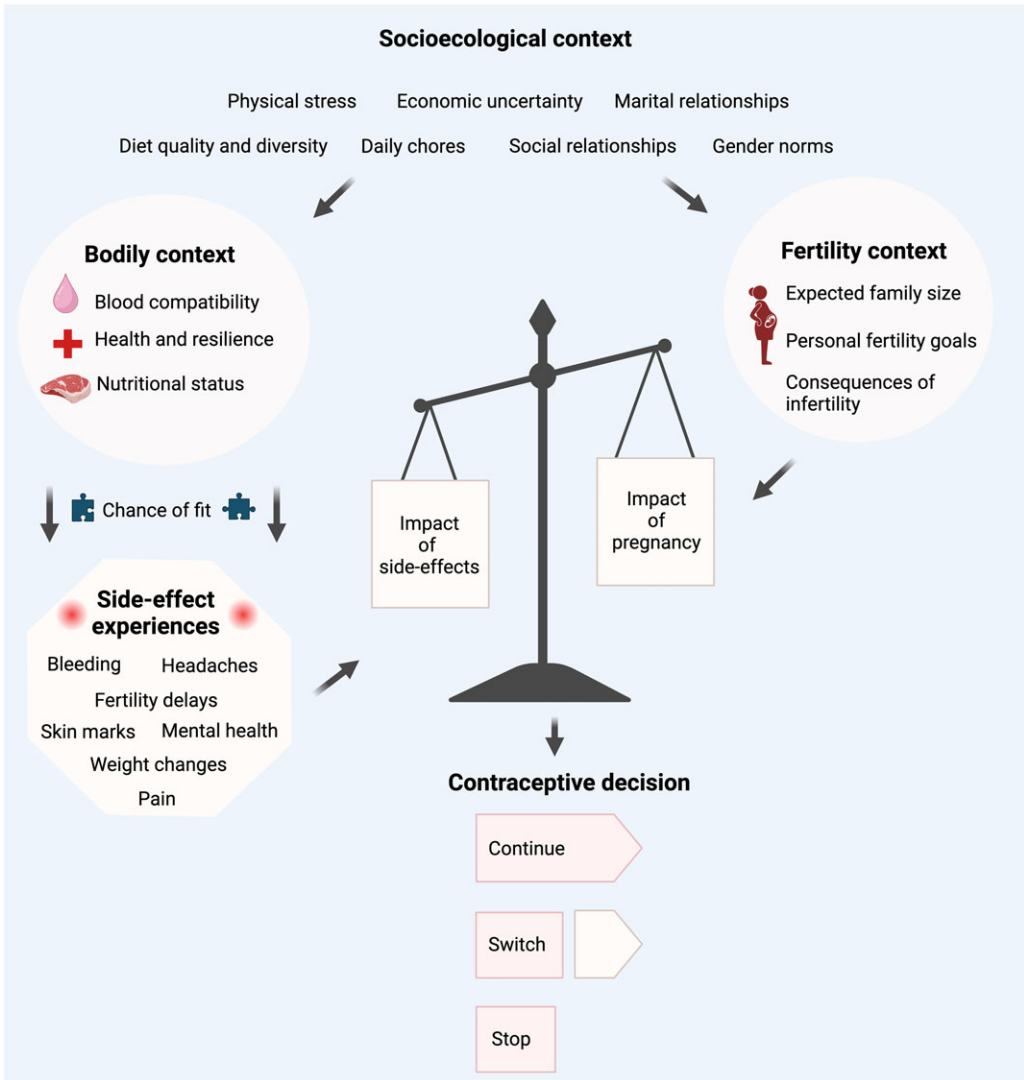 Socioecological context
Physical stress Economic uncertainty Marital relationships
Diet quality and diversity Daily chores Social relationships Gender norms
Bodily context
Blood compatibility
Health and resilience
Nutritional status
Fertility context
Expected family size
Personal fertility goals
Consequences of
infertility
Chance of fit
Impact
of
side-effects
Impact
of
pregnancy
Side-effect
experiences
Bleeding Headaches
Fertility delays
Skin marks Mental health
Weight changes
Pain
Contraceptive decision
Continue
Switch
Stop